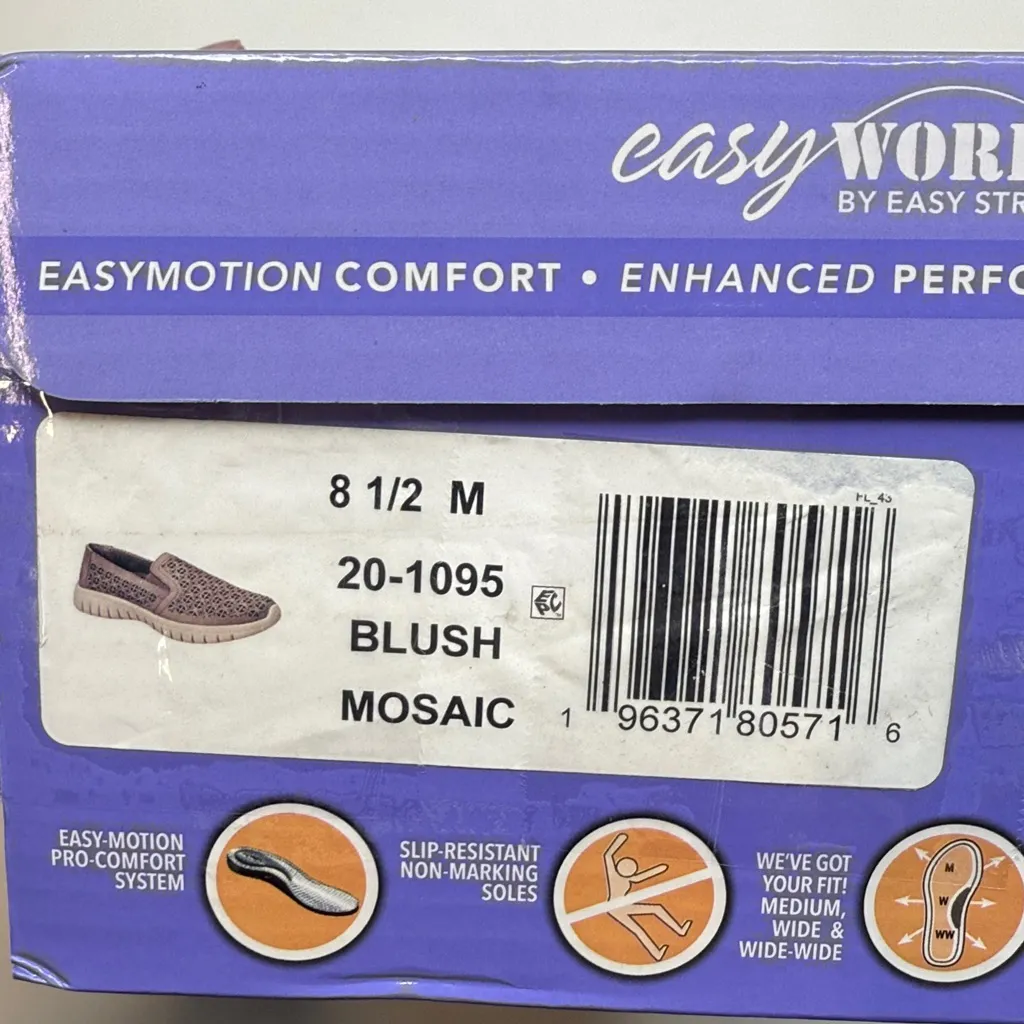 easy WOR
BY EASY STR
EASYMOTION COMFORT • ENHANCED PERFO
8 1/2 M
20-1095
BLUSH
MOSAIC
EPC
1 96371 80571 6
EASY-MOTION
PRO-COMFORT
SYSTEM
SLIP-RESISTANT
NON-MARKING
SOLES
WE'VE GOT
YOUR FIT!
MEDIUM,
WIDE &
WIDE-WIDE
M
W
WW